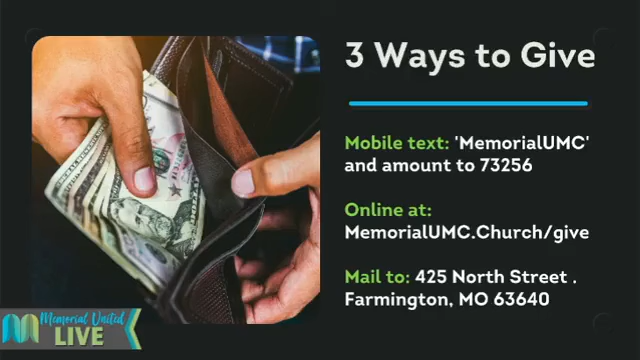 3 Ways to Give
Mobile text: 'MemorialUMC'
and amount to 73256
Online at:
MemorialUMC.Church/give
Mail to: 425 North Street .
Farmington, MO 63640
Memorial United
LIVE